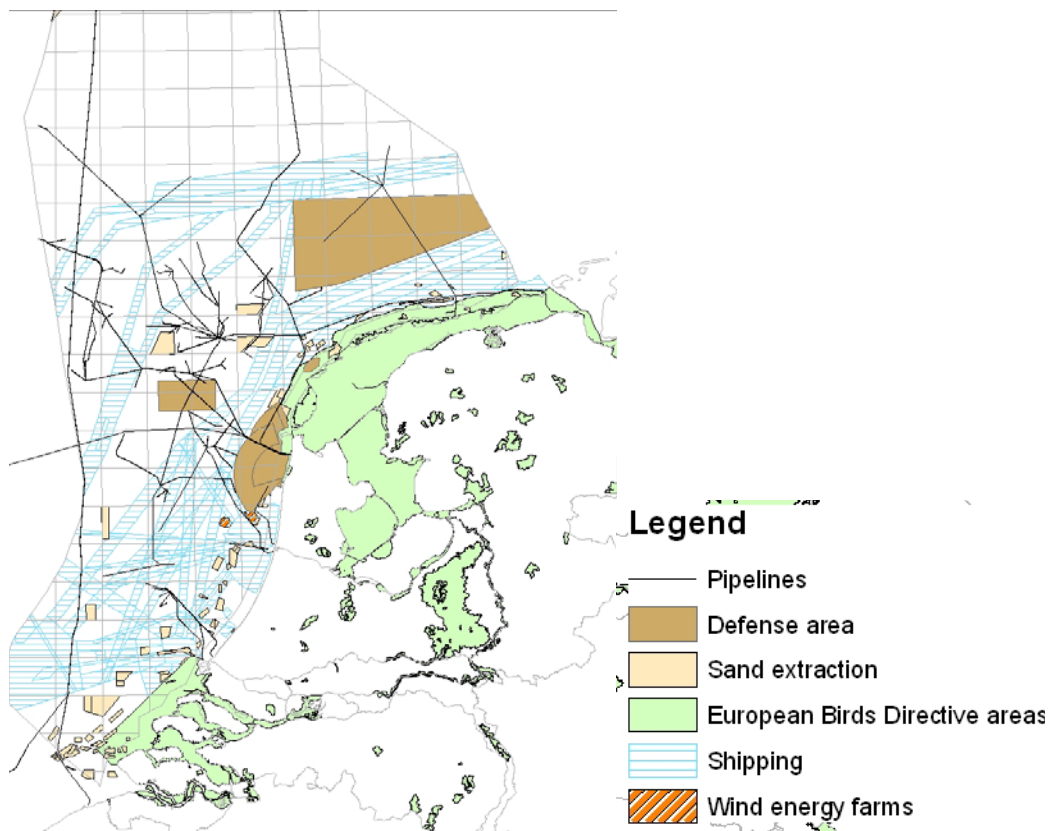 Legend
Pipelines
Defense area
Sand extraction
European Birds Directive areas
Shipping
Wind energy farms